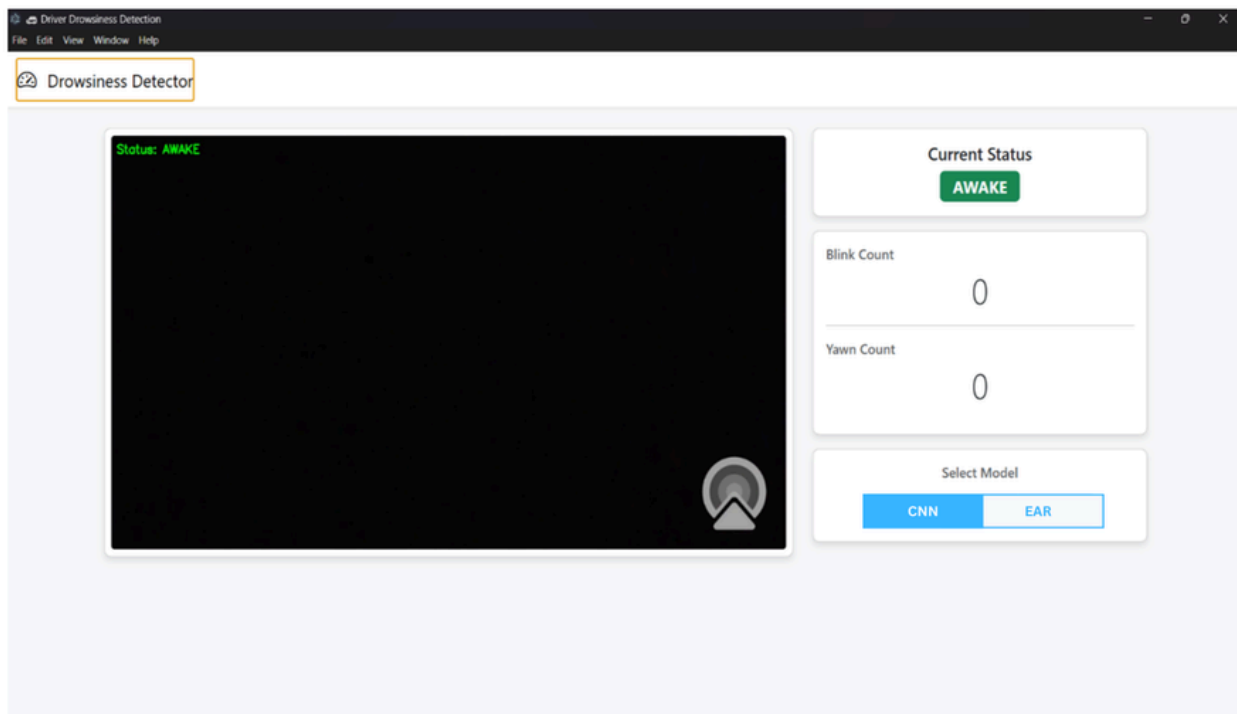 Driver Drowsiness Detection
File Edit View Window Help
Drowsiness Detector
Status: AWAKE
Current Status
AWAKE
Blink Count
0
Yawn Count
0
Select Model
CNN EAR